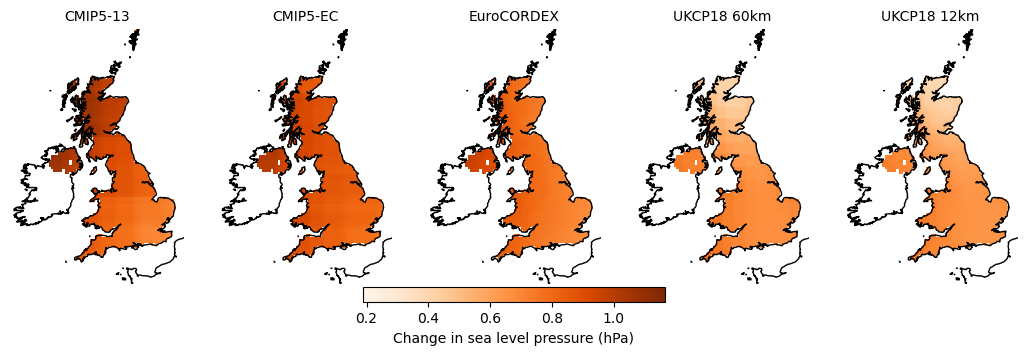 CMIP5-13 CMIP5-EC EuroCORDEX UKCP18 60km UKCP18 12km
0.2 0.4 0.6 0.8 1.0
Change in sea level pressure (hPa)